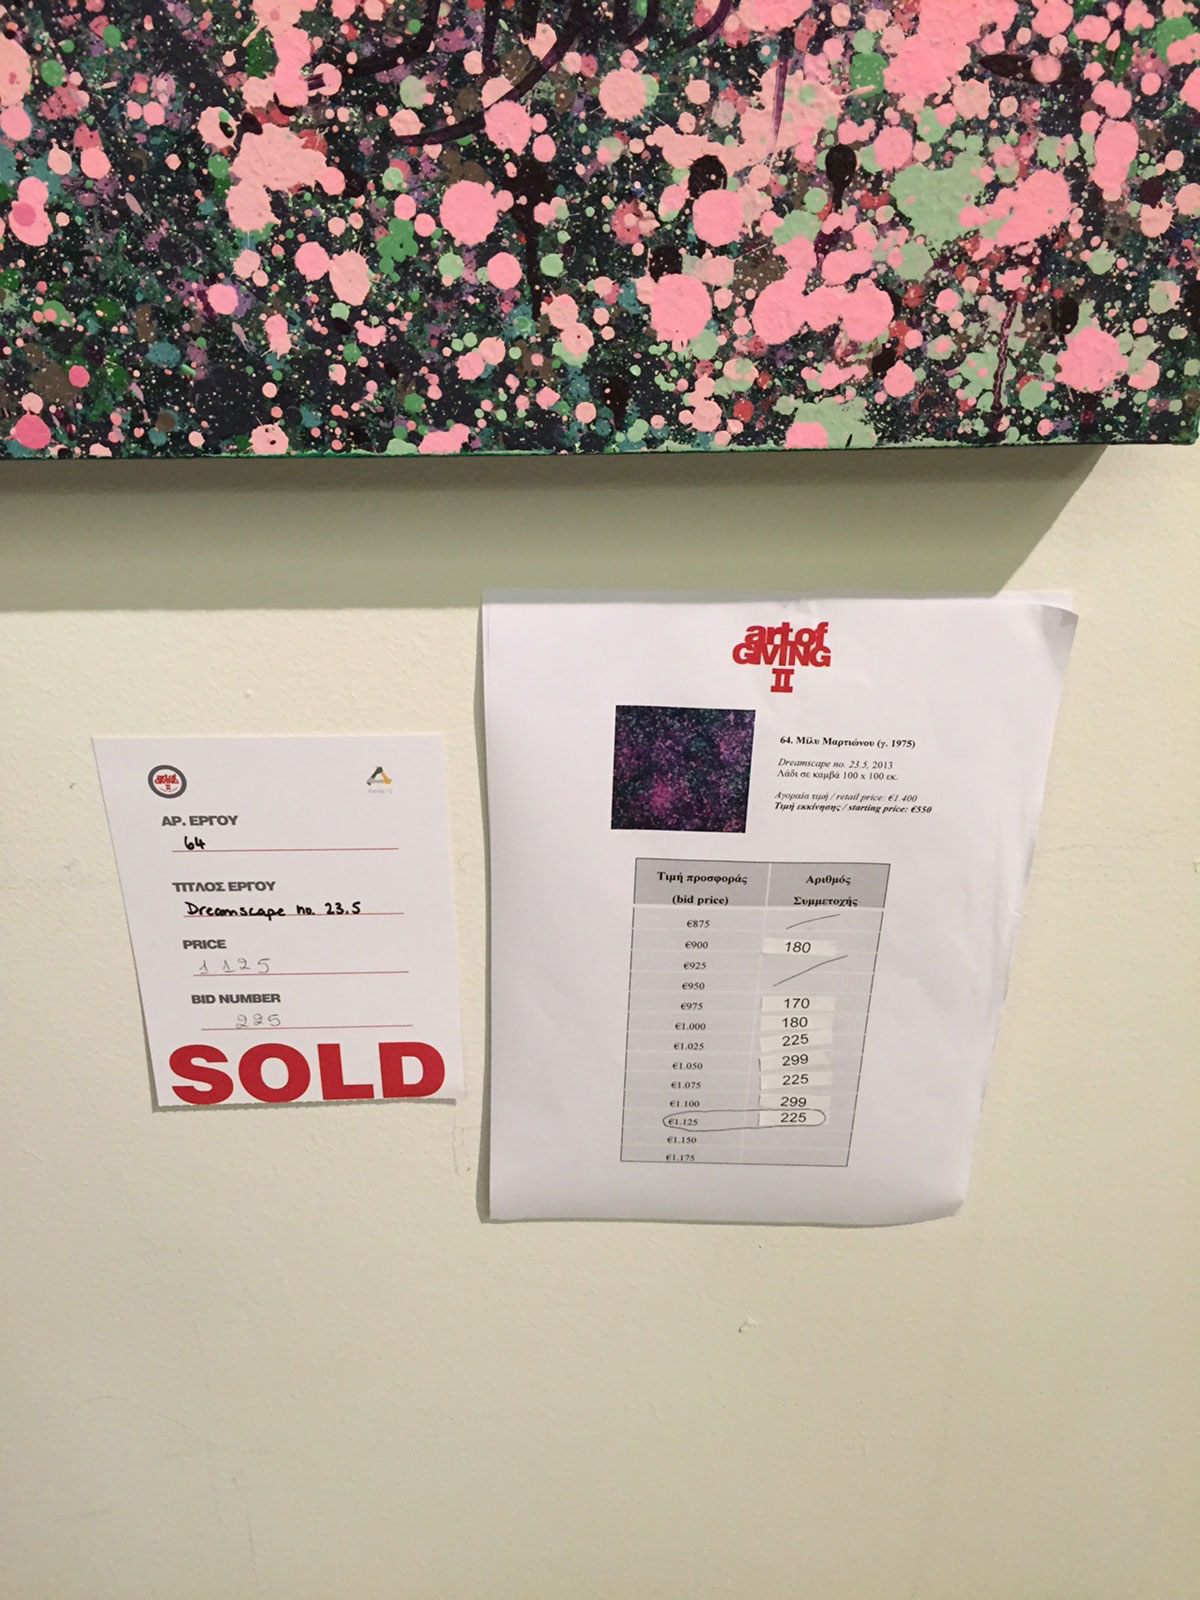 art of
GIVING
II
ΑΡ. ΕΡΓΟΥ
64
ΤΙΤΛΟΣ ΕΡΓΟΥ
Dreamscape no. 23.5
PRICE
1125
BID NUMBER
225
SOLD
art of
GIVING
II
64. Μίλυ Μαρτιώνου (γ. 1975)
Dreamscape no. 23.5, 2013
Λάδι σε καμβά 100 x 100 εκ.
Αγοραία τιμή / retail price: €1.400
Τιμή εκκίνησης / starting price: €550
Τιμή προσφοράς Αριθμός
(bid price) Συμμετοχής
€875
€900 180
€925
€950
€975 170
€1.000 180
€1.025 225
€1.050 299
€1.075 225
€1.100 299
€1.125 225
€1.150
€1.175